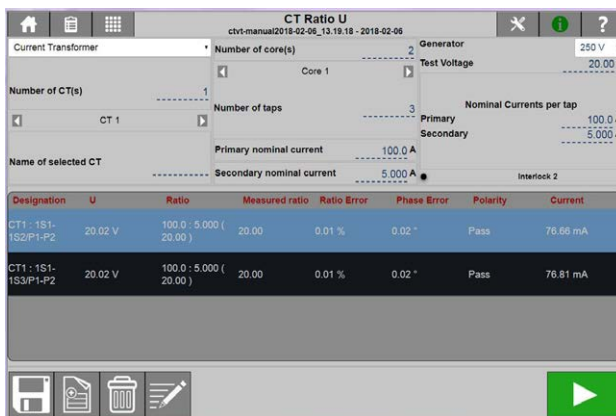 CT Ratio U
ctvt-manual2018-02-06_13.19.18 - 2018-02-06
?
Current Transformer
Number of CT(s) 1
CT 1
Name of selected CT
Number of core(s) 2
Core 1
Number of taps 3
Primary nominal current 100.0 A
Secondary nominal current 5.000 A
Generator 250 V
Test Voltage 20.00
Nominal Currents per tap
Primary 100.0
Secondary 5.000
Interlock 2
Designation U Ratio Measured ratio Ratio Error Phase Error Polarity Current
CT1 : 1S1-
1S2/P1-P2 20.02 V 100.0 : 5.000 (
20.00 ) 20.00 0.01 % 0.02 ° Pass 76.66 mA
CT1 : 1S1-
1S3/P1-P2 20.02 V 100.0 : 5.000 (
20.00 ) 20.00 0.01 % 0.02 ° Pass 76.81 mA